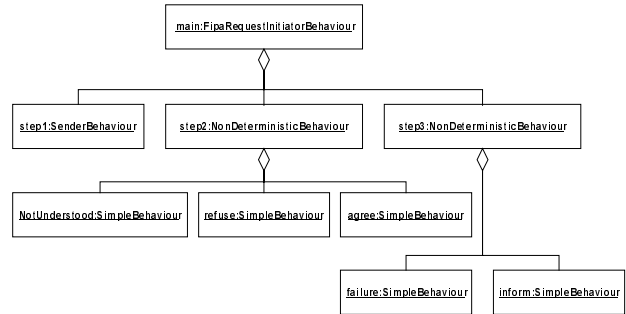 main:FipaRequestInitiatorBehaviour
step1:SenderBehaviour
step2:NonDeterministicBehaviour
step3:NonDeterministicBehaviour
NotUnderstood:SimpleBehaviour
refuse:SimpleBehaviour
agree:SimpleBehaviour
failure:SimpleBehaviour
inform:SimpleBehaviour